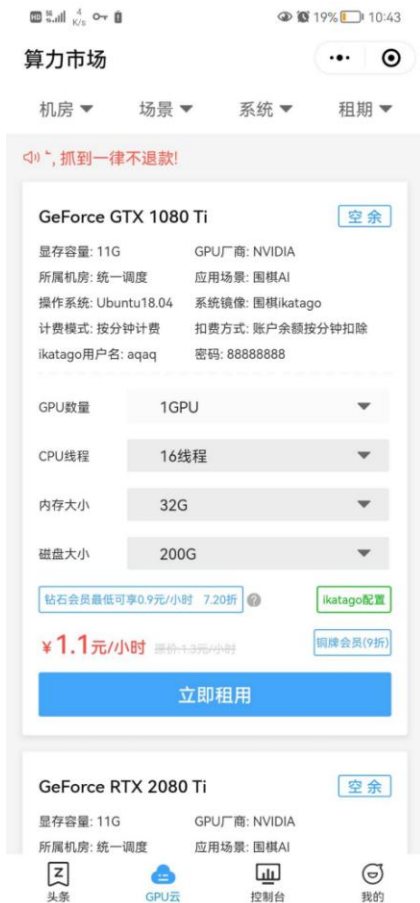 4 K/s 19% 10:43
算力市场
机房 场景 系统 租期
,抓到一律不退款!
GeForce GTX 1080 Ti 空余
显存容量: 11G GPU厂商: NVIDIA
所属机房: 统一调度 应用场景: 围棋AI
操作系统: Ubuntu18.04 系统镜像: 围棋ikatago
计费模式: 按分钟计费 扣费方式: 账户余额按分钟扣除
ikatago用户名: aqaq 密码: 88888888
GPU数量 1GPU
CPU线程 16线程
内存大小 32G
磁盘大小 200G
钻石会员最低可享0.9元/小时 7.20折 ? ikatago配置
¥1.1元/小时 原价:1.3元/小时 铜牌会员(9折)
立即租用
GeForce RTX 2080 Ti 空余
显存容量: 11G GPU厂商: NVIDIA
所属机房: 统一调度 应用场景: 围棋AI
头条 GPU云 控制台 我的